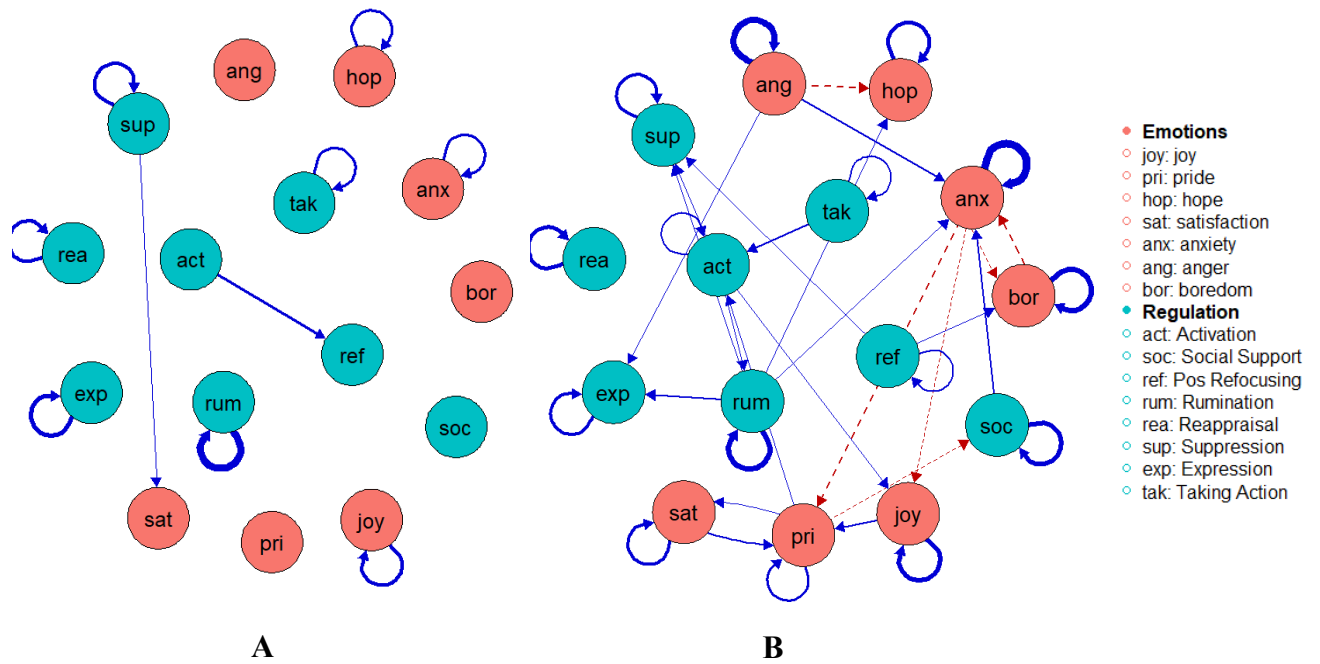 ang
hop
sup
anx
tak
rea
act
bor
ref
exp
rum
soc
sat
pri
joy
A
ang
hop
sup
anx
tak
rea
act
bor
ref
exp
rum
soc
sat
pri
joy
B
Emotions
joy: joy
pri: pride
hop: hope
sat: satisfaction
anx: anxiety
ang: anger
bor: boredom
Regulation
act: Activation
soc: Social Support
ref: Pos Refocusing
rum: Rumination
rea: Reappraisal
sup: Suppression
exp: Expression
tak: Taking Action